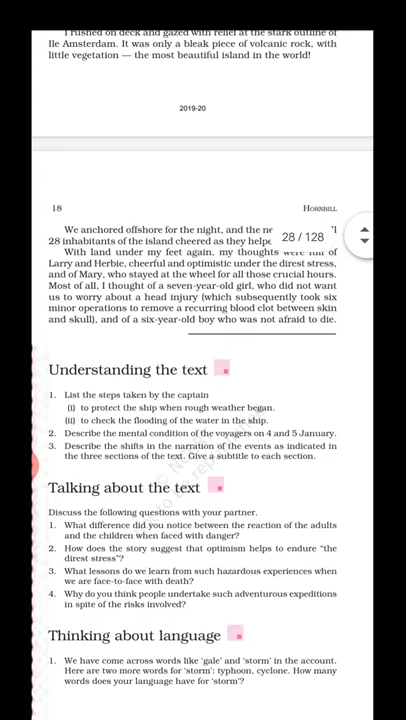 I rushed on deck and gazed with relief at the stark outline of
Ile Amsterdam. It was only a bleak piece of volcanic rock, with
little vegetation — the most beautiful island in the world!
2019-20
18
HORNBILL
We anchored offshore for the night, and the
28 inhabitants of the island cheered as they
28 / 128
With land under my feet again, my thoughts were full of
Larry and Herbie, cheerful and optimistic under the direst stress,
and of Mary, who stayed at the wheel for all those crucial hours.
Most of all, I thought of a seven-year-old girl, who did not want
us to worry about a head injury (which subsequently took six
minor operations to remove a recurring blood clot between skin
and skull), and of a six-year-old boy who was not afraid to die.
Understanding the text
1. List the steps taken by the captain
(i) to protect the ship when rough weather began.
(ii) to check the flooding of the water in the ship.
2. Describe the mental condition of the voyagers on 4 and 5 January.
3. Describe the shifts in the narration of the events as indicated in
the three sections of the text. Give a subtitle to each section.
Talking about the text
Discuss the following questions with your partner.
1. What difference did you notice between the reaction of the adults
and the children when faced with danger?
2. How does the story suggest that optimism helps to endure “the
direst stress”?
3. What lessons do we learn from such hazardous experiences when
we are face-to-face with death?
4. Why do you think people undertake such adventurous expeditions
in spite of the risks involved?
Thinking about language
1. We have come across words like ‘gale’ and ‘storm’ in the account.
Here are two more words for ‘storm’: typhoon, cyclone. How many
words does your language have for ‘storm’?